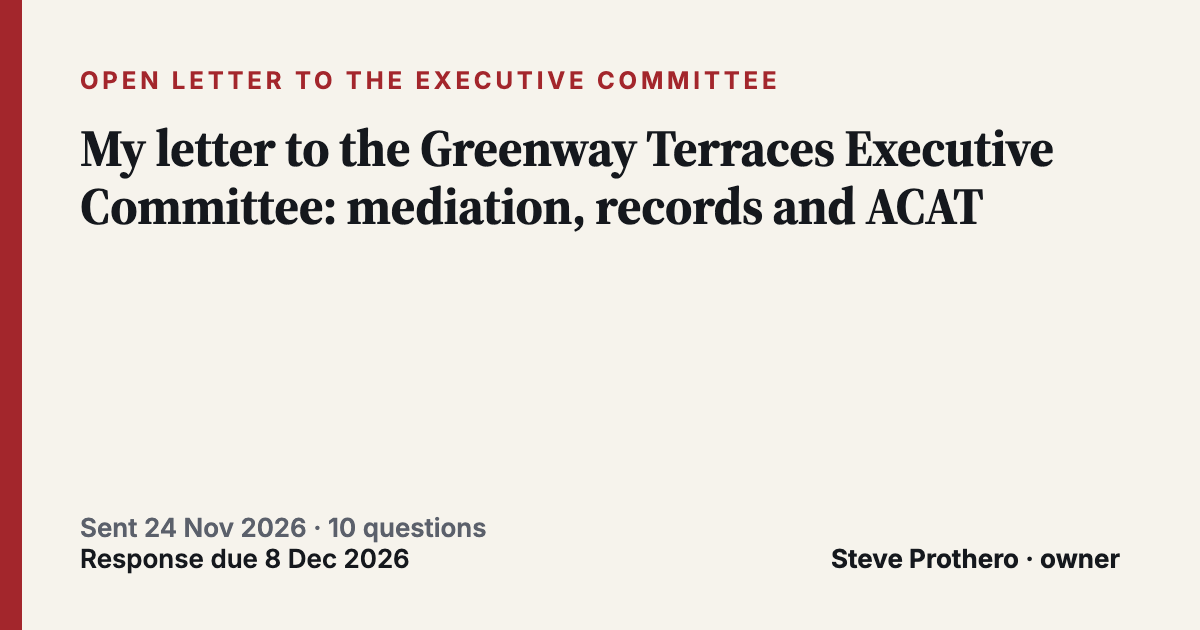 OPEN LETTER TO THE EXECUTIVE COMMITTEE
My letter to the Greenway Terraces Executive
Committee: mediation, records and ACAT
Sent 24 Nov 2026 · 10 questions
Response due 8 Dec 2026
Steve Prothero · owner